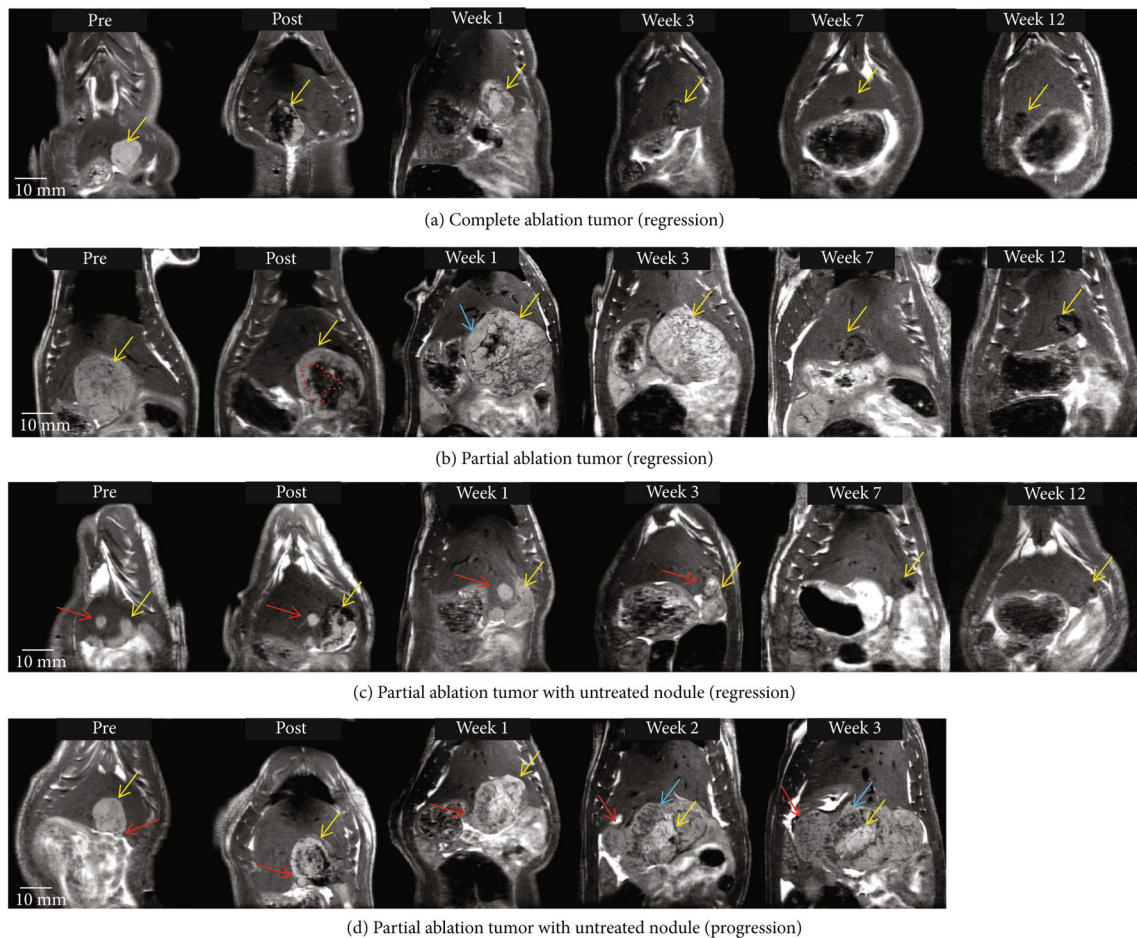 Pre Post Week 1 Week 3 Week 7 Week 12
10 mm
(a) Complete ablation tumor (regression)
Pre Post Week 1 Week 3 Week 7 Week 12
10 mm
(b) Partial ablation tumor (regression)
Pre Post Week 1 Week 3 Week 7 Week 12
10 mm
(c) Partial ablation tumor with untreated nodule (regression)
Pre Post Week 1 Week 2 Week 3
10 mm
(d) Partial ablation tumor with untreated nodule (progression)